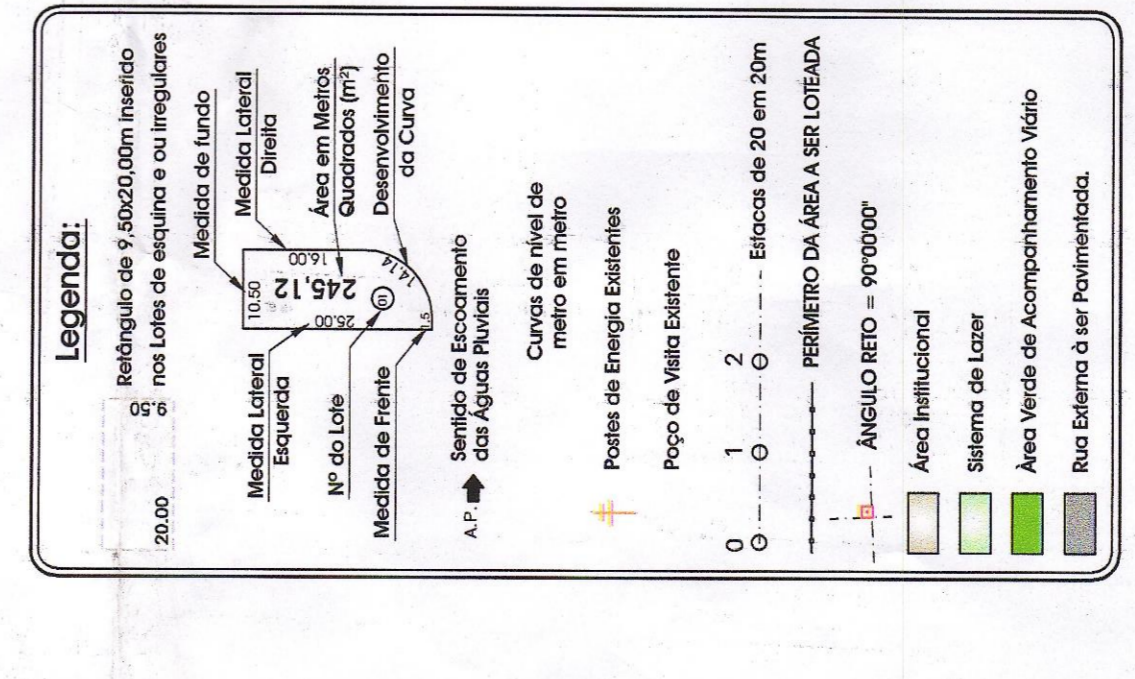 Legenda:
20.00
9.50
Retângulo de 9,50x20,00m inserido
nos Lotes de esquina e ou irregulares
Medida de fundo
Medida Lateral
Direita
Área em Metros
Quadrados (m²)
Desenvolvimento
da Curva
Medida Lateral
Esquerda
Nº do Lote
Medida de Frente
10.50
16.00
245,12
25.00
01
14.14
1.5
A.P.
Sentido de Escoamento
das Águas Pluviais
Curvas de nível de
metro em metro
Postes de Energia Existentes
Poço de Visita Existente
0 1 2
Estacas de 20 em 20m
PERÍMETRO DA ÁREA A SER LOTEADA
ÂNGULO RETO = 90°00'00"
Área Institucional
Sistema de Lazer
Àrea Verde de Acompanhamento Viário
Rua Externa à ser Pavimentada.